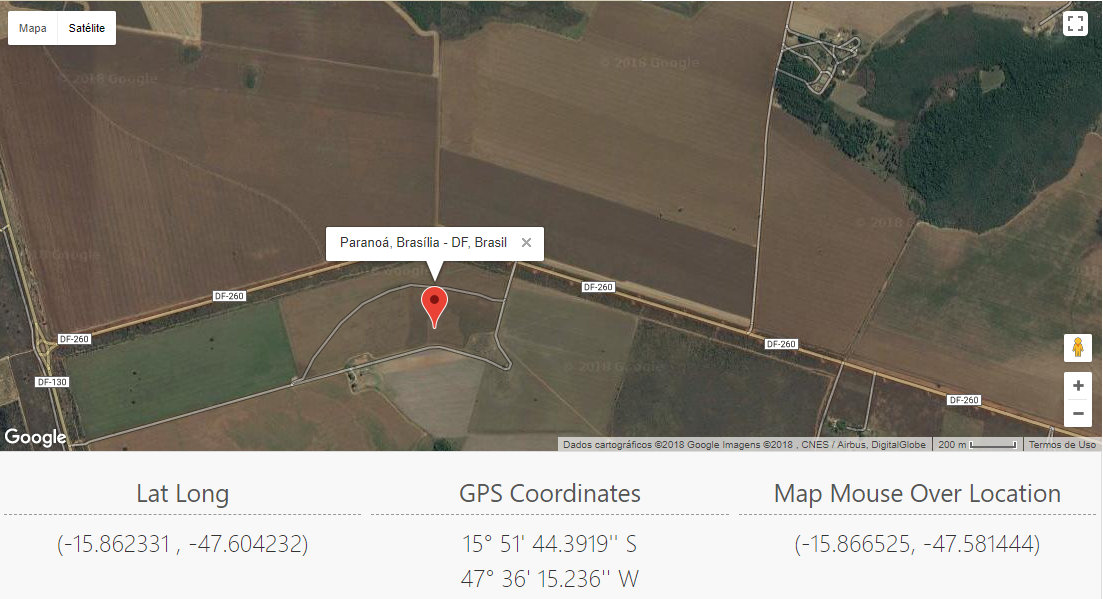 Mapa
Satélite
© 2018 Google
© 2018 Google
2018
Paranoá, Brasília - DF, Brasil
DF-260
DF-260
DF-260
DF-260
DF-130
DF-260
2018 Google
Google
Dados cartográficos ©2018 Google Imagens ©2018 , CNES / Airbus, DigitalGlobe
200 m
Termos de Uso
Lat Long
(-15.862331 , -47.604232)
GPS Coordinates
15° 51' 44.3919'' S
47° 36' 15.236'' W
Map Mouse Over Location
(-15.866525, -47.581444)